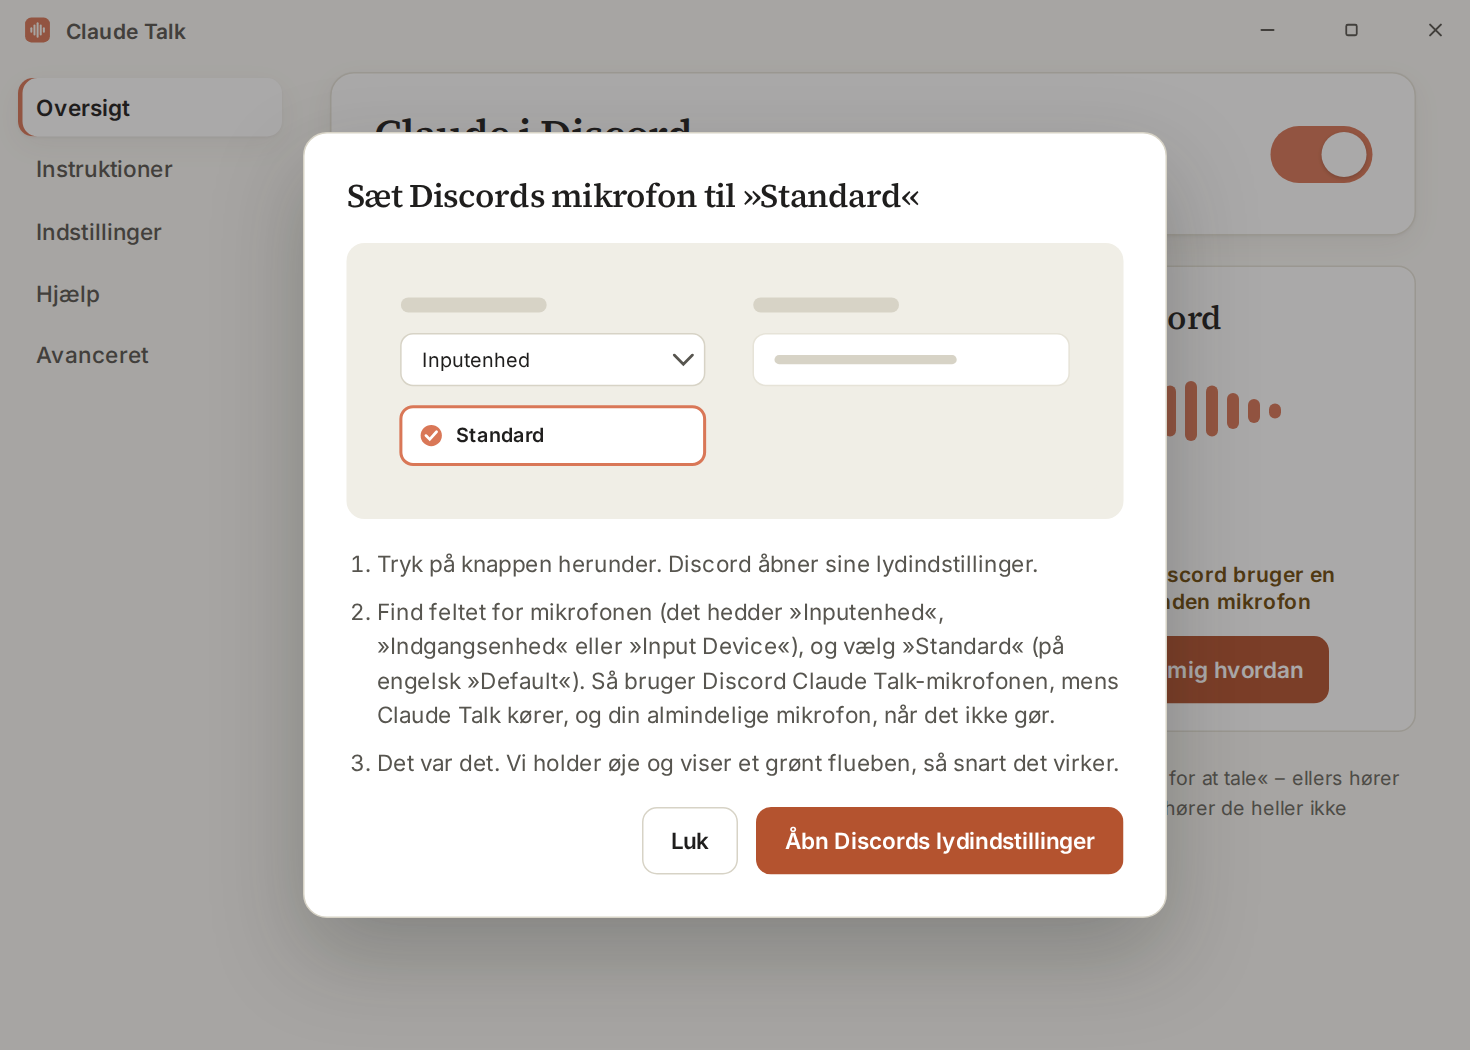 Claude Talk
Oversigt
Instruktioner
Indstillinger
Hjælp
Avanceret
Claude i Discord
Sæt Discords mikrofon til »Standard«
Inputenhed
Standard
1. Tryk på knappen herunder. Discord åbner sine lydindstillinger.
2. Find feltet for mikrofonen (det hedder »Inputenhed«,
»Indgangsenhed« eller »Input Device«), og vælg »Standard« (på
engelsk »Default«). Så bruger Discord Claude Talk-mikrofonen, mens
Claude Talk kører, og din almindelige mikrofon, når det ikke gør.
3. Det var det. Vi holder øje og viser et grønt flueben, så snart det virker.
Luk
Åbn Discords lydindstillinger
ord
scord bruger en
nden mikrofon
mig hvordan
for at tale« – ellers hører
hører de heller ikke